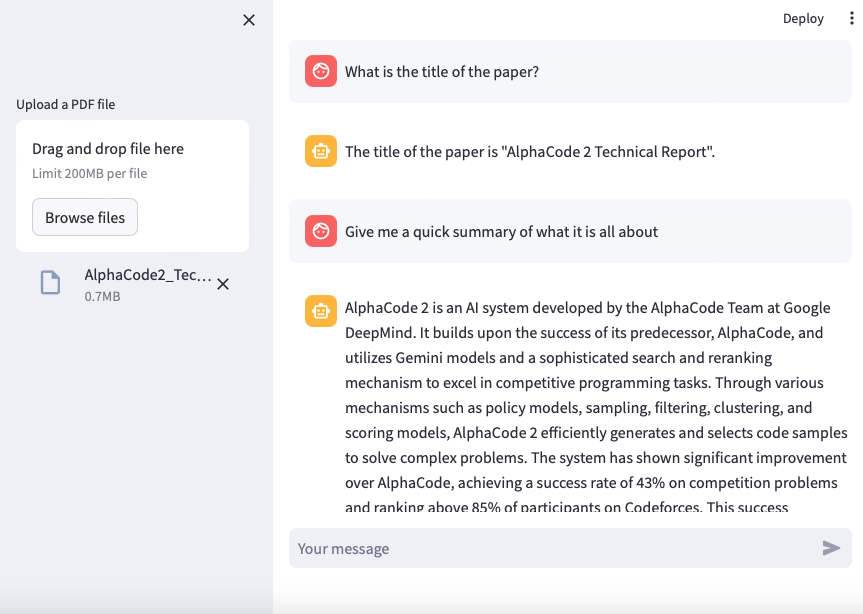 Deploy
Upload a PDF file
Drag and drop file here
Limit 200MB per file
Browse files
AlphaCode2_Tec...
0.7MB
What is the title of the paper?
The title of the paper is "AlphaCode 2 Technical Report".
Give me a quick summary of what it is all about
AlphaCode 2 is an AI system developed by the AlphaCode Team at Google
DeepMind. It builds upon the success of its predecessor, AlphaCode, and
utilizes Gemini models and a sophisticated search and reranking
mechanism to excel in competitive programming tasks. Through various
mechanisms such as policy models, sampling, filtering, clustering, and
scoring models, AlphaCode 2 efficiently generates and selects code samples
to solve complex problems. The system has shown significant improvement
over AlphaCode, achieving a success rate of 43% on competition problems
and ranking above 85% of participants on Codeforces. This success
Your message